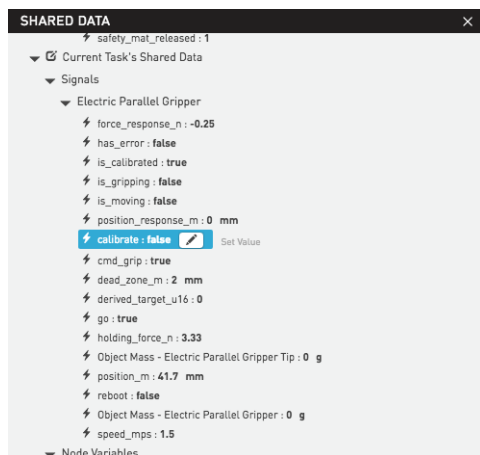 SHARED DATA
safety_mat_released : 1
Current Task's Shared Data
Signals
Electric Parallel Gripper
force_response_n : -0.25
has_error : false
is_calibrated : true
is_gripping : false
is_moving : false
position_response_m : 0 mm
calibrate : false Set Value
cmd_grip : true
dead_zone_m : 2 mm
derived_target_u16 : 0
go : true
holding_force_n : 3.33
Object Mass - Electric Parallel Gripper Tip : 0 g
position_m : 41.7 mm
reboot : false
Object Mass - Electric Parallel Gripper : 0 g
speed_mps : 1.5
Node Variables